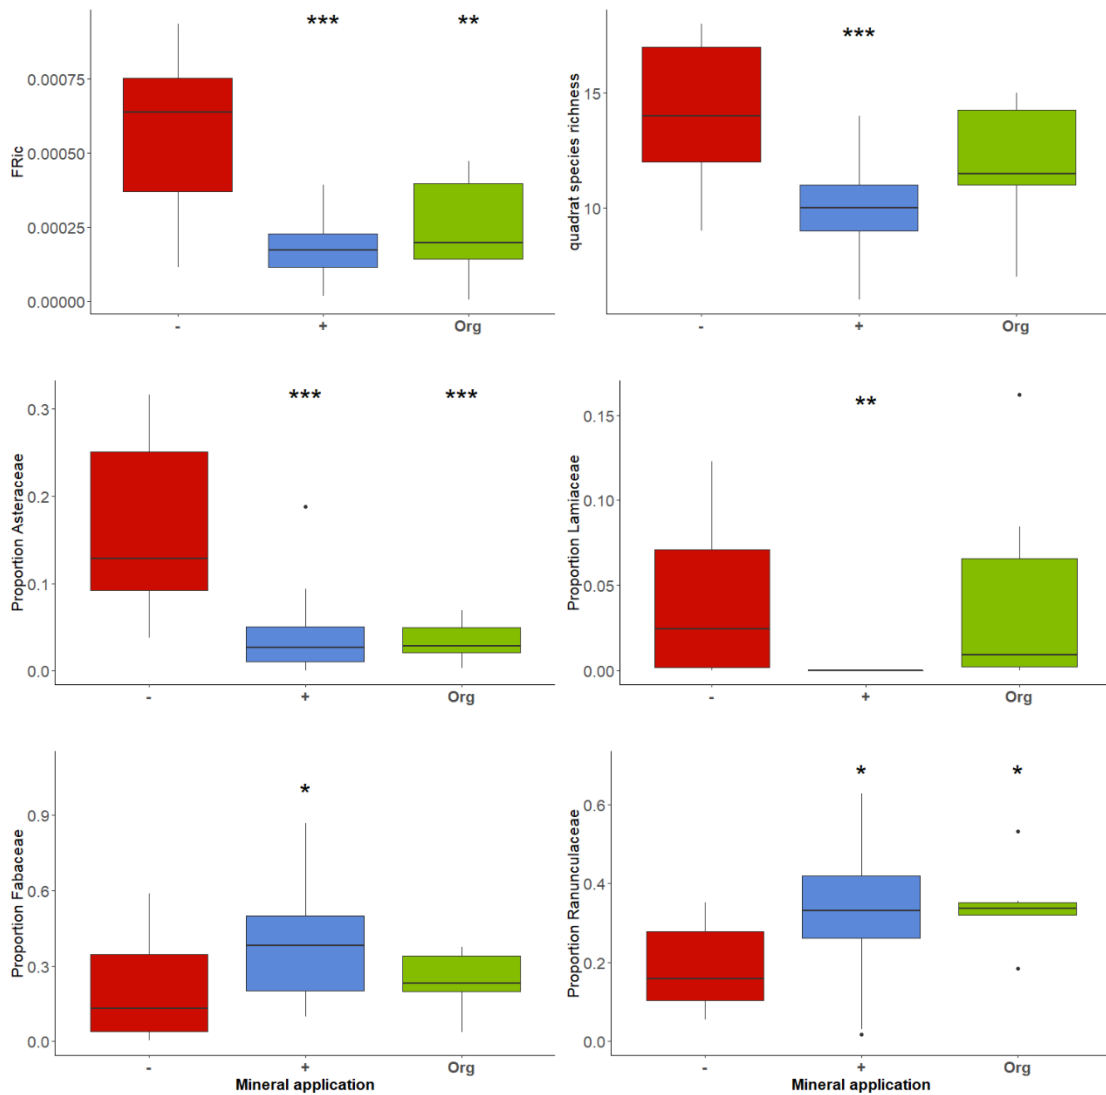 *** **
FRic
0.00075
0.00050
0.00025
0.00000
- + Org
***
quadrat species richness
15
10
- + Org
*** ***
Proportion Asteraceae
0.3
0.2
0.1
0.0
- + Org
**
Proportion Lamiaceae
0.15
0.10
0.05
0.00
- + Org
*
Proportion Fabaceae
0.9
0.6
0.3
0.0
- + Org
Mineral application
* *
Proportion Ranunculaceae
0.6
0.4
0.2
0.0
- + Org
Mineral application